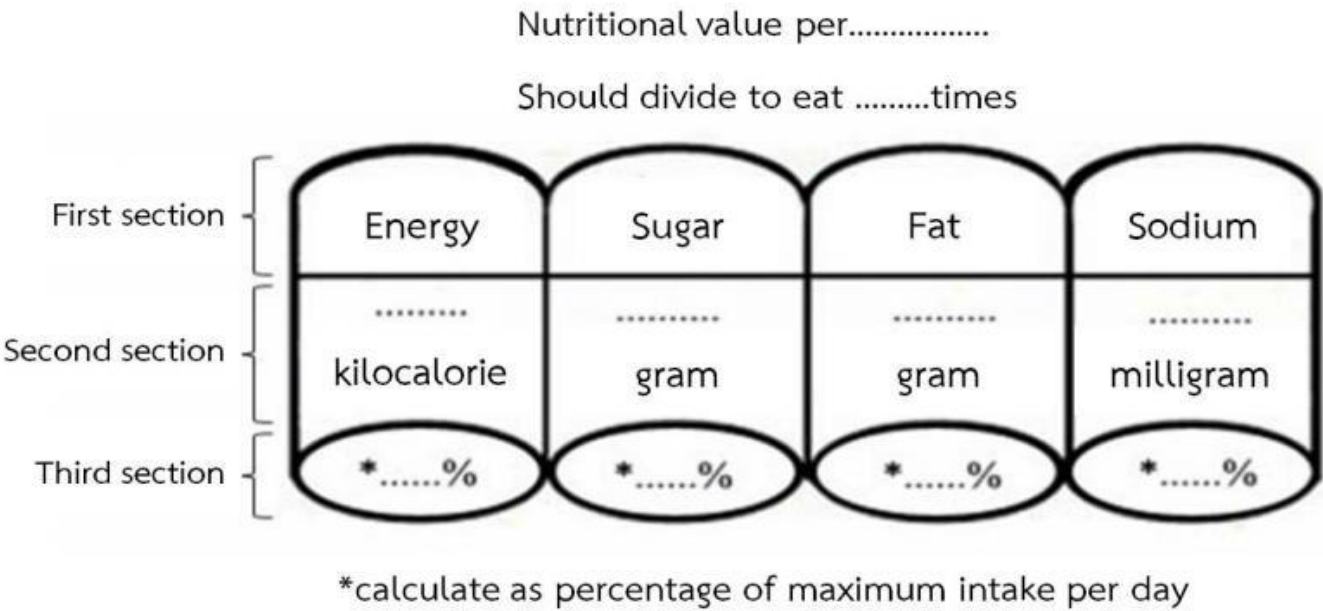 Nutritional value per.................
Should divide to eat .........times
First section
Energy Sugar Fat Sodium
Second section
......... .......... .......... ..........
kilocalorie gram gram milligram
Third section
*......% *......% *......% *......%
*calculate as percentage of maximum intake per day